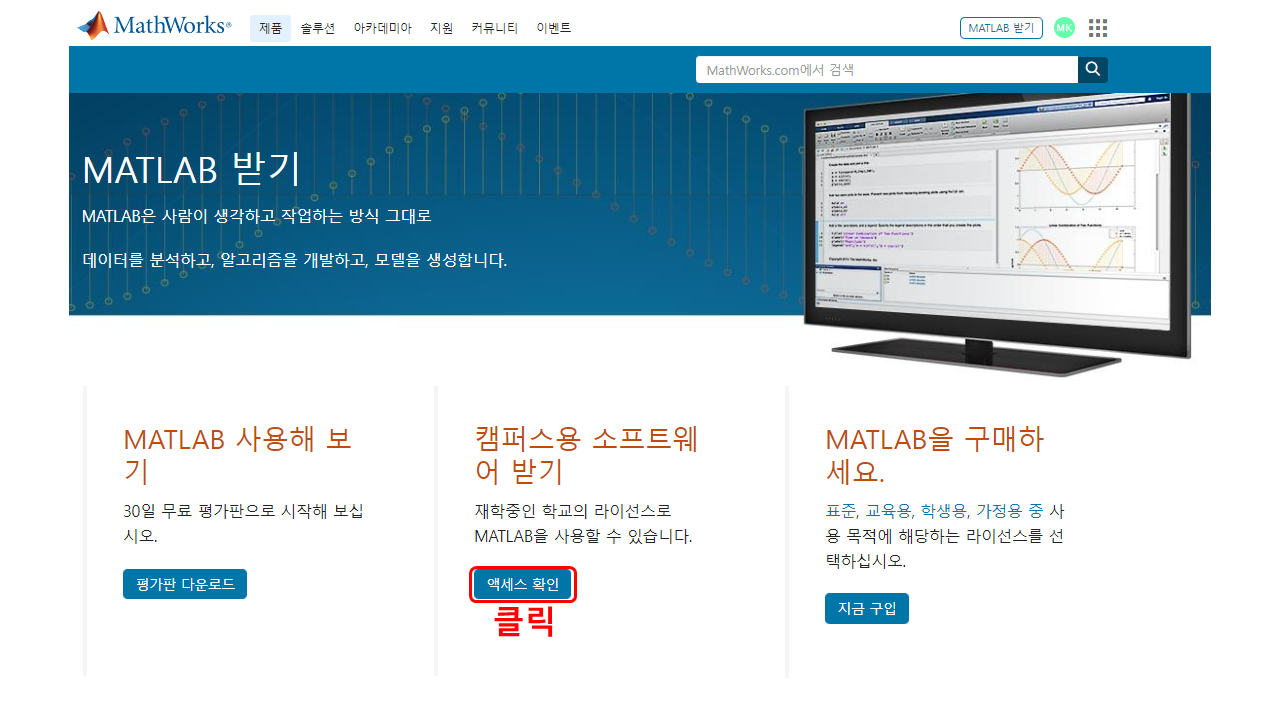 MathWorks®
제품 솔루션 아카데미아 지원 커뮤니티 이벤트
MATLAB 받기
MK
MathWorks.com에서 검색
MATLAB 받기
MATLAB은 사람이 생각하고 작업하는 방식 그대로
데이터를 분석하고, 알고리즘을 개발하고, 모델을 생성합니다.
MATLAB 사용해 보
기
30일 무료 평가판으로 시작해 보십
시오.
평가판 다운로드
캠퍼스용 소프트웨
어 받기
재학중인 학교의 라이선스로
MATLAB을 사용할 수 있습니다.
액세스 확인
클릭
MATLAB을 구매하
세요.
표준, 교육용, 학생용, 가정용 중 사
용 목적에 해당하는 라이선스를 선
택하십시오.
지금 구입